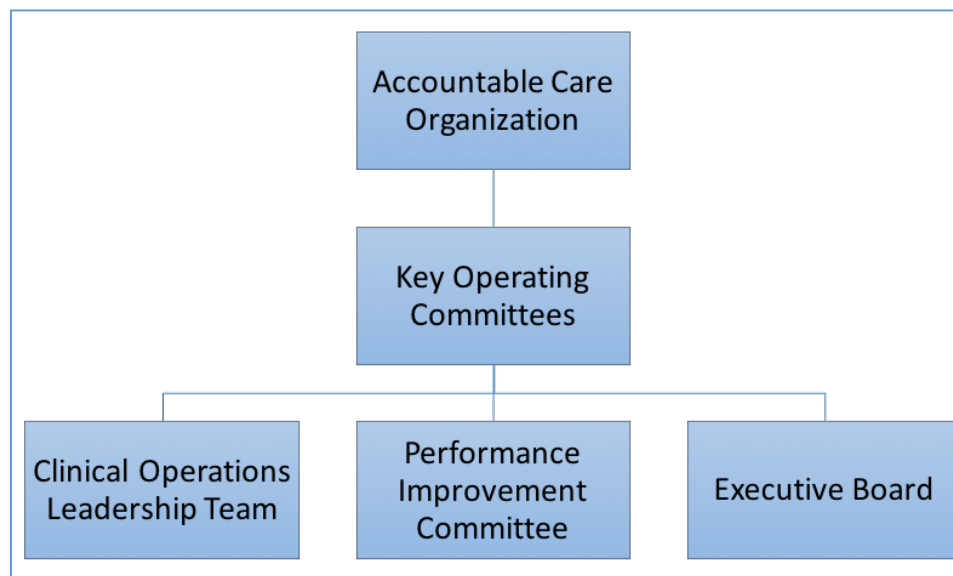 Accountable Care
Organization
Key Operating
Committees
Clinical Operations
Leadership Team
Performance
Improvement
Committee
Executive Board